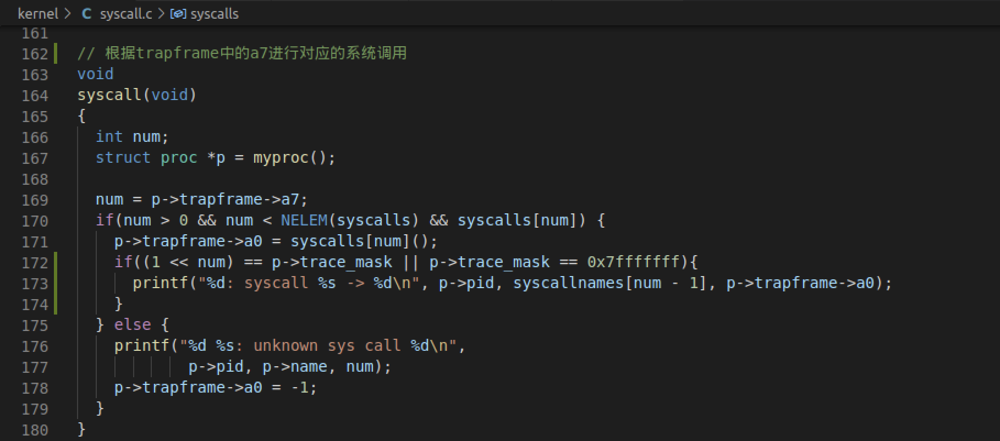 kernel > C syscall.c > syscalls
161
162 // 根据trapframe中的a7进行对应的系统调用
163 void
164 syscall(void)
165 {
166   int num;
167   struct proc *p = myproc();
168
169   num = p->trapframe->a7;
170   if(num > 0 && num < NELEM(syscalls) && syscalls[num]) {
171     p->trapframe->a0 = syscalls[num]();
172     if((1 << num) == p->trace_mask || p->trace_mask == 0x7fffffff){
173       printf("%d: syscall %s -> %d\n", p->pid, syscallnames[num - 1], p->trapframe->a0);
174     }
175   } else {
176     printf("%d %s: unknown sys call %d\n",
177             p->pid, p->name, num);
178     p->trapframe->a0 = -1;
179   }
180 }